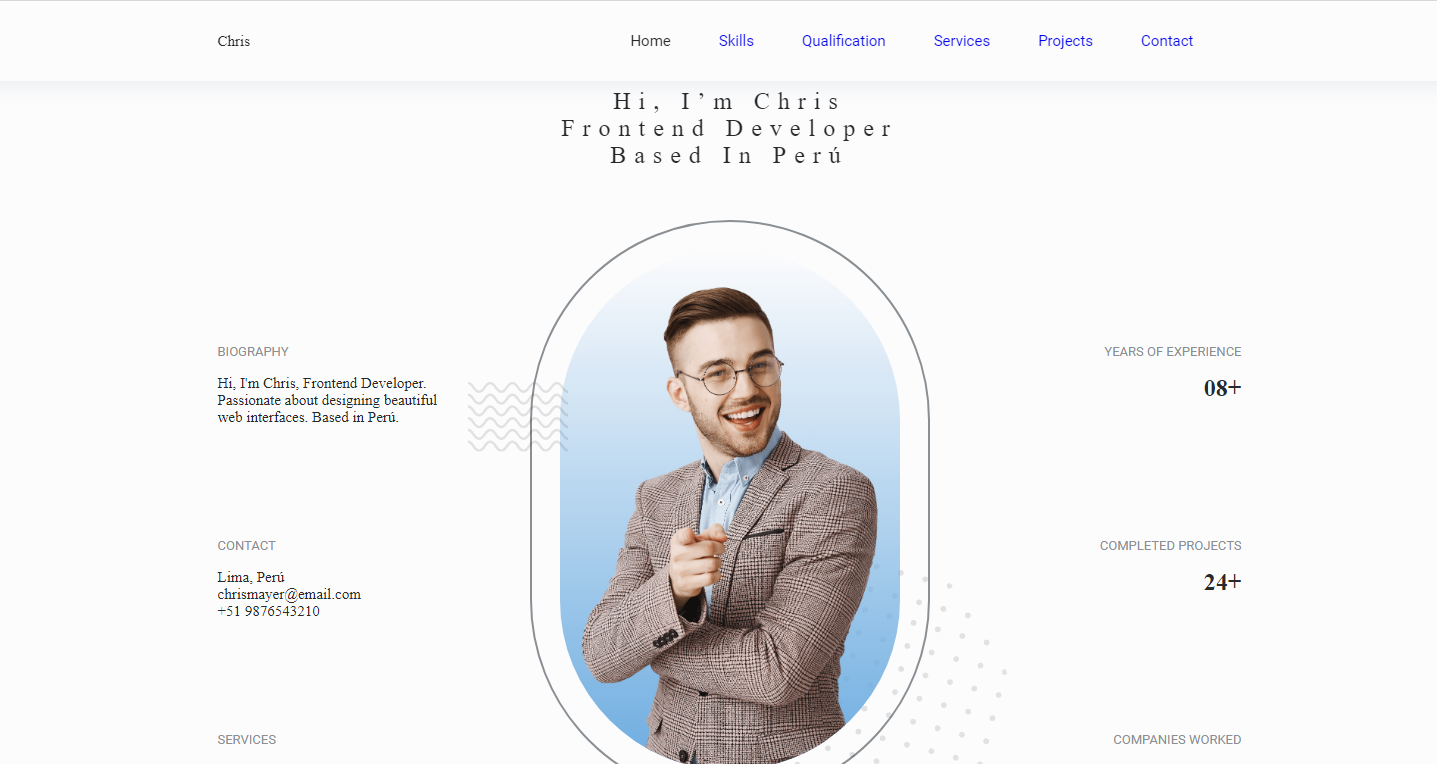 Chris
Home Skills Qualification Services Projects Contact
Hi, I’m Chris
Frontend Developer
Based In Perú
BIOGRAPHY
Hi, I'm Chris, Frontend Developer.
Passionate about designing beautiful
web interfaces. Based in Perú.
CONTACT
Lima, Perú
chrismayer@email.com
+51 9876543210
SERVICES
YEARS OF EXPERIENCE
08+
COMPLETED PROJECTS
24+
COMPANIES WORKED